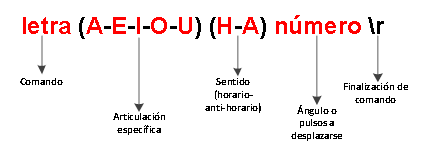 letra (A-E-I-O-U) (H-A) número \r
Comando
Articulación
específica
Sentido
(horario-
anti-horario)
Ángulo o
pulsos a
desplazarse
Finalización de
comando